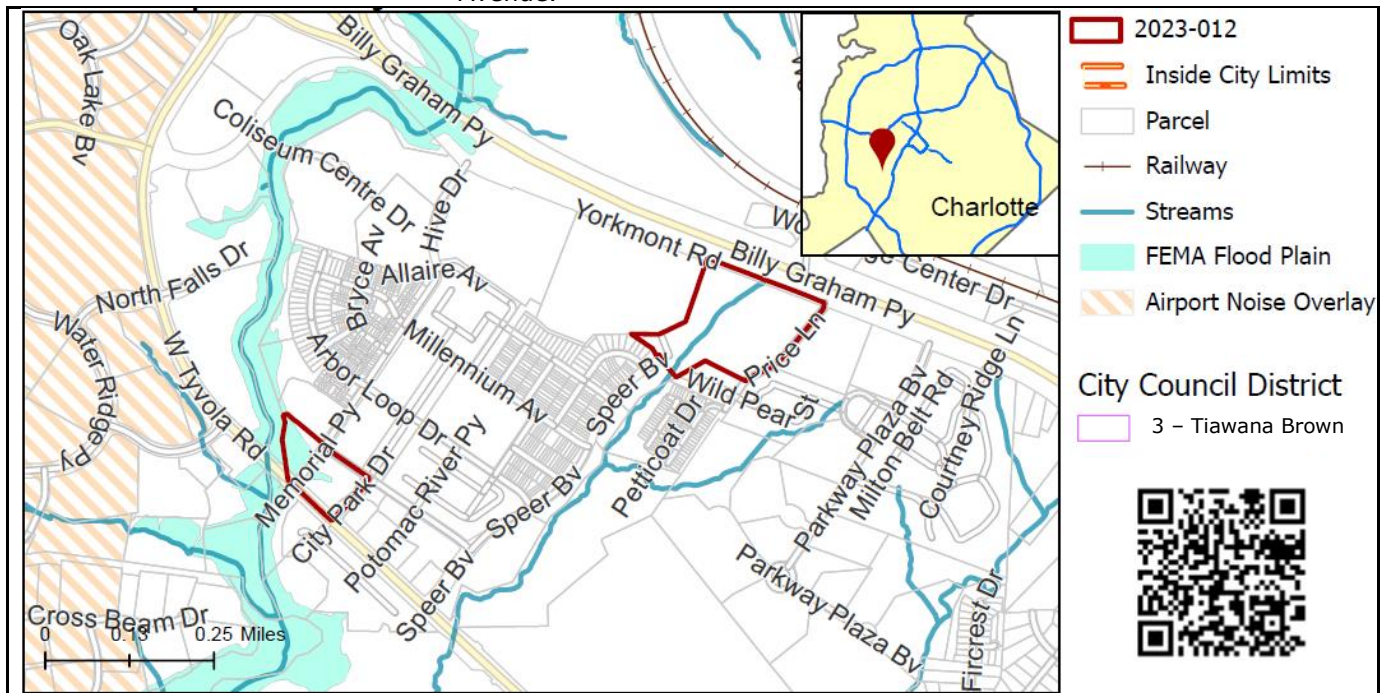 Oak Lake Bv
Billy Graham Py
Coliseum Centre Dr
Hive Dr
Bryce Av
Allaire Av
North Falls Dr
Water Ridge Py
W Tyvola Rd
Arbor Loop Dr
Millennium Av
Memorial Py
City Park Dr
Potomac River Py
Speer Bv
Speer Bv
Speer Bv
Yorkmont Rd
Billy Graham Py
Center Dr
Price Ln
Wild Pear St
Petticoat Dr
Parkway Plaza Bv
Milton Belt Rd
Courtney Ridge Ln
Parkway Plaza Bv
Fircrest Dr
Cross Beam Dr
0 0.13 0.25 Miles
Charlotte
2023-012
Inside City Limits
Parcel
Railway
Streams
FEMA Flood Plain
Airport Noise Overlay
City Council District
3 – Tiawana Brown